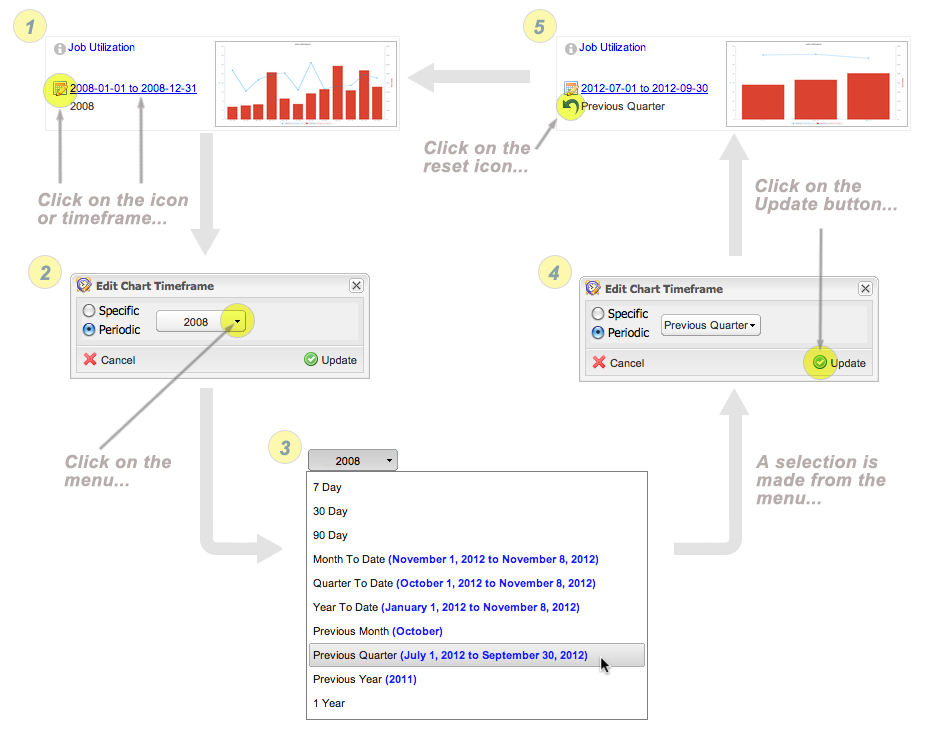 1
Job Utilization
2008-01-01 to 2008-12-31
2008
Click on the icon
or timeframe...
2
Edit Chart Timeframe
Specific
Periodic
2008
Cancel
Update
Click on the
menu...
3
2008
7 Day
30 Day
90 Day
Month To Date (November 1, 2012 to November 8, 2012)
Quarter To Date (October 1, 2012 to November 8, 2012)
Year To Date (January 1, 2012 to November 8, 2012)
Previous Month (October)
Previous Quarter (July 1, 2012 to September 30, 2012)
Previous Year (2011)
1 Year
A selection is
made from the
menu...
4
Edit Chart Timeframe
Specific
Periodic
Previous Quarter
Cancel
Update
Click on the
Update button...
5
Job Utilization
2012-07-01 to 2012-09-30
Previous Quarter
Click on the
reset icon...